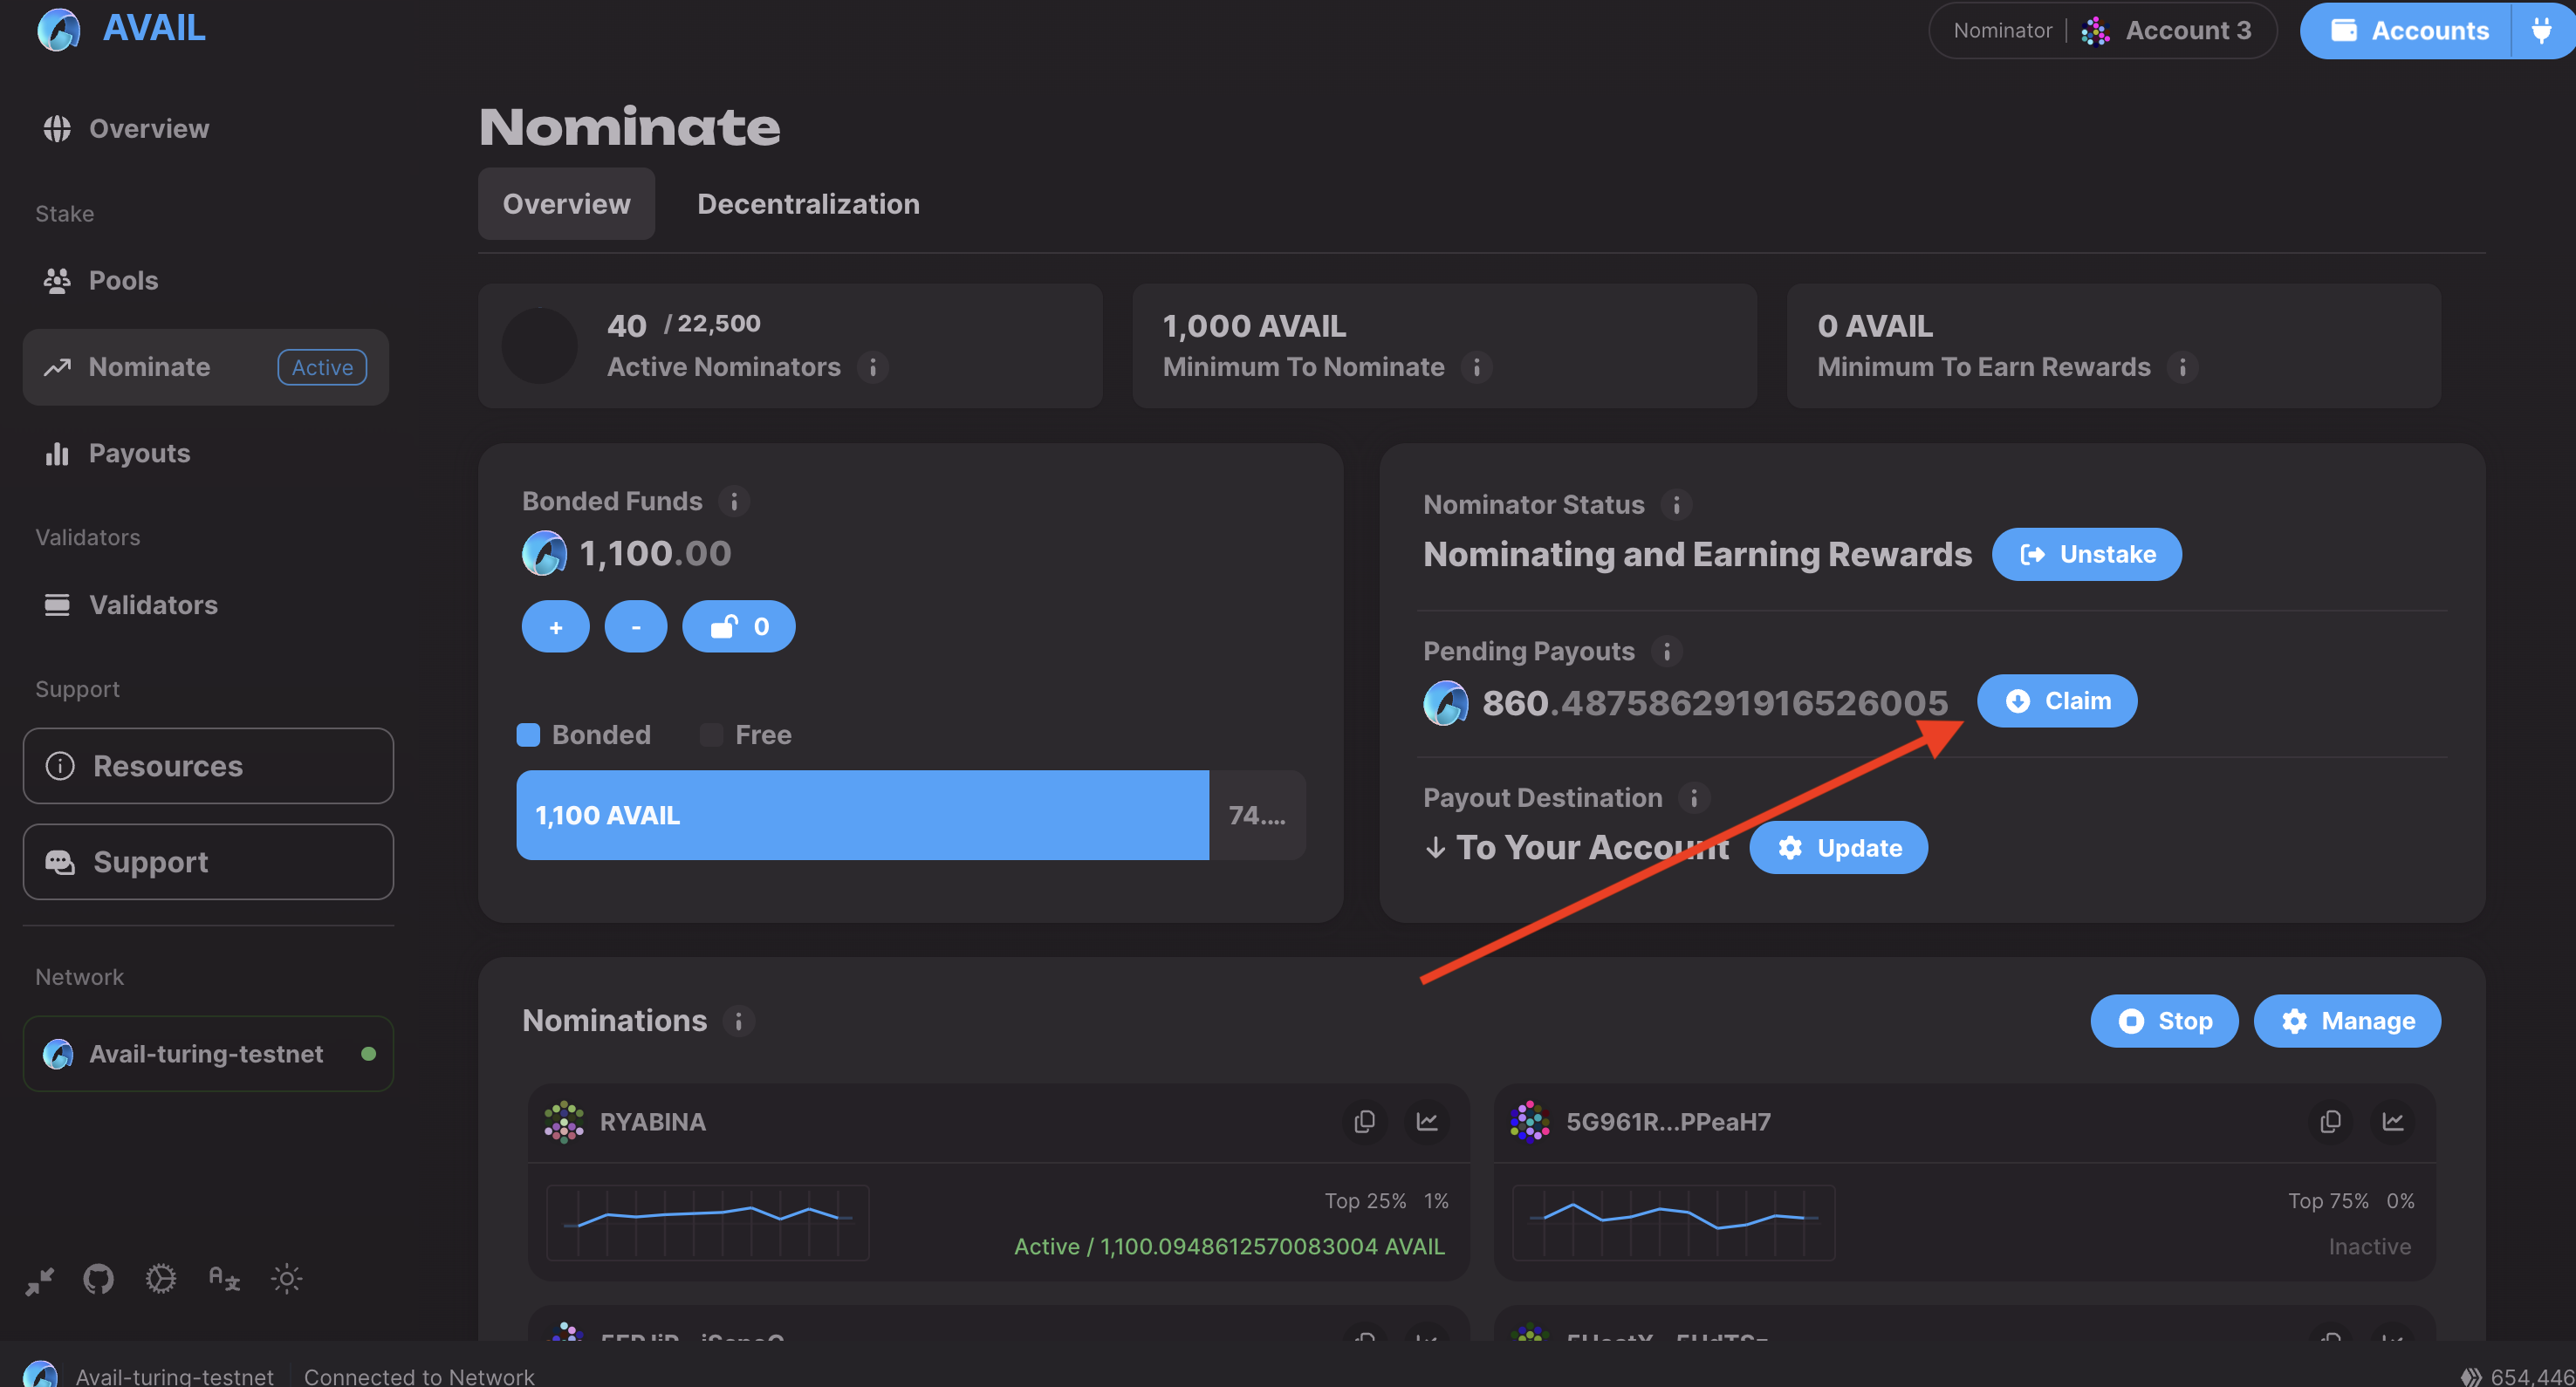 AVAIL
Nominator | Account 3
Accounts
Overview
Stake
Pools
Nominate Active
Payouts
Validators
Validators
Support
Resources
Support
Network
Avail-turing-testnet
Nominate
Overview Decentralization
40 / 22,500
Active Nominators
1,000 AVAIL
Minimum To Nominate
0 AVAIL
Minimum To Earn Rewards
Bonded Funds
1,100.00
+ - 0
Bonded Free
1,100 AVAIL 74....
Nominator Status
Nominating and Earning Rewards Unstake
Pending Payouts
860.487586291916526005 Claim
Payout Destination
To Your Account Update
Nominations
Stop Manage
RYABINA
Top 25% 1%
Active / 1,100.0948612570083004 AVAIL
5G961R...PPeaH7
Top 75% 0%
Inactive
Avail-turing-testnet | Connected to Network
654,446